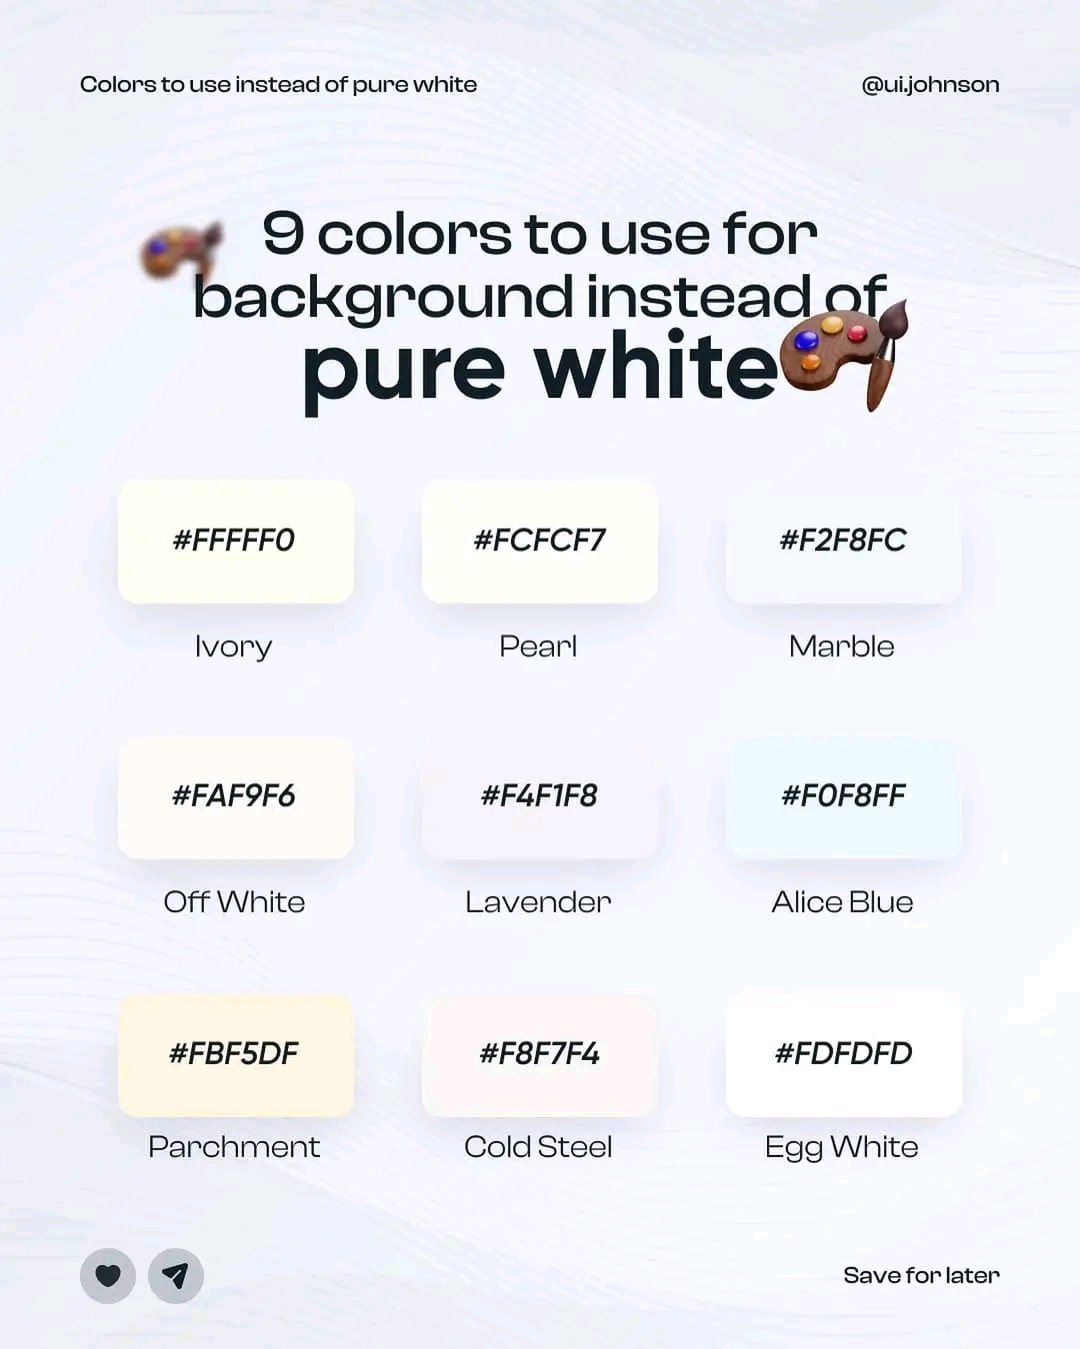 Colors to use instead of pure white
@ui.johnson
9 colors to use for
background instead of
pure white
#FFFFF0
#FCFCF7
#F2F8FC
Ivory
Pearl
Marble
#FAF9F6
#F4F1F8
#F0F8FF
Off White
Lavender
Alice Blue
#FBF5DF
#F8F7F4
#FDFDFD
Parchment
Cold Steel
Egg White
Save for later